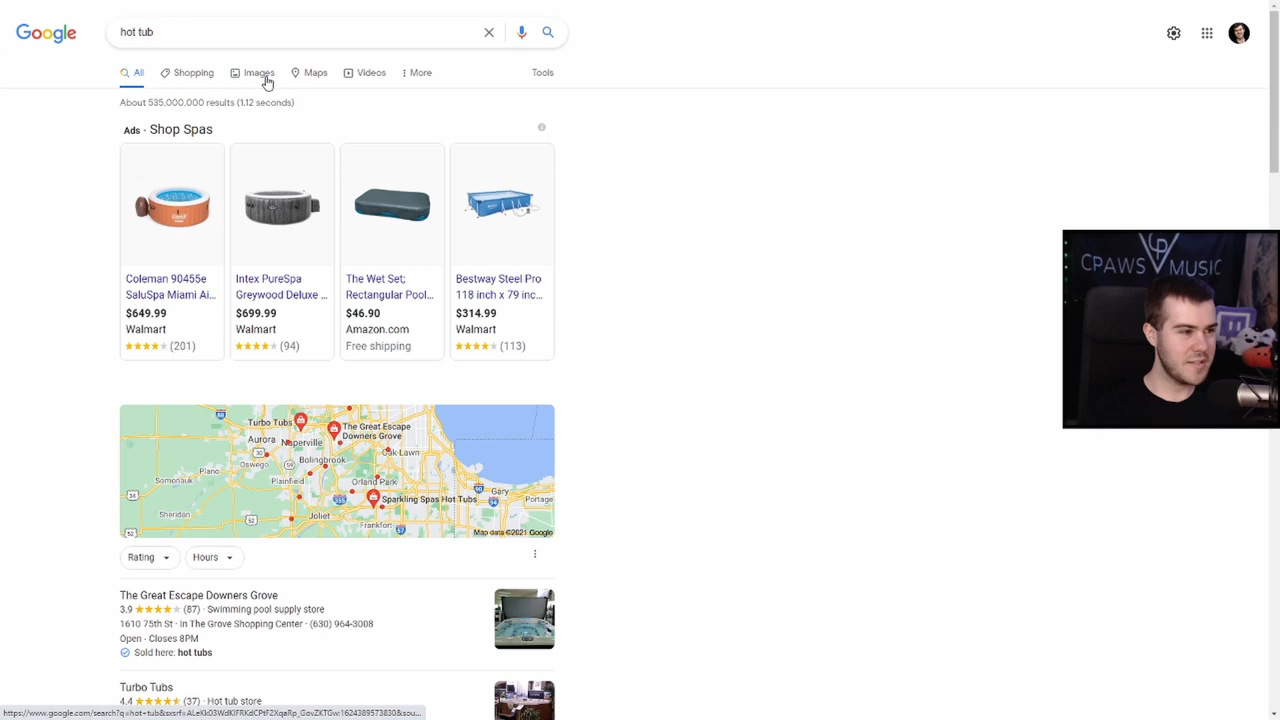 Google
hot tub
All
Shopping
Images
Maps
Videos
More
Tools
About 535,000,000 results (1.12 seconds)
Ads · Shop Spas
Coleman 90455e
SaluSpa Miami Ai...
$649.99
Walmart
(201)
Intex PureSpa
Greywood Deluxe ...
$699.99
Walmart
(94)
The Wet Set;
Rectangular Pool...
$46.90
Amazon.com
Free shipping
Bestway Steel Pro
118 inch x 79 inc...
$314.99
Walmart
(113)
CPAWS MUSIC
Turbo Tubs
The Great Escape
Downers Grove
Aurora
Naperville
Oak Lawn
Oswego
Bolingbrook
Plano
Plainfield
Orland Park
Somonauk
Gary
Portage
Sparkling Spas Hot Tubs
Sheridan
Joliet
Frankfort
Map data ©2021 Google
Rating
Hours
The Great Escape Downers Grove
3.9 (87) · Swimming pool supply store
1610 75th St · In The Grove Shopping Center · (630) 964-3008
Open · Closes 8PM
Sold here: hot tubs
Turbo Tubs
4.4 (37) · Hot tub store